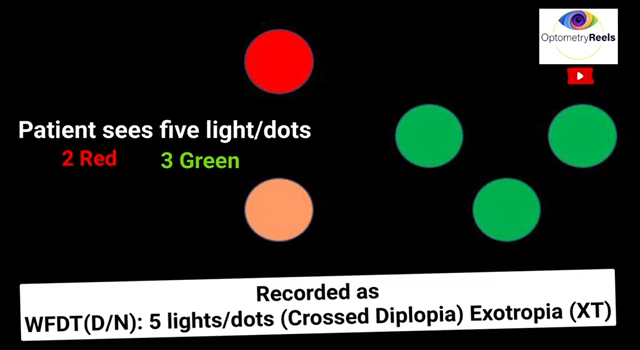 OptometryReels
Patient sees five light/dots
2 Red 3 Green
Recorded as
WFDT(D/N): 5 lights/dots (Crossed Diplopia) Exotropia (XT)